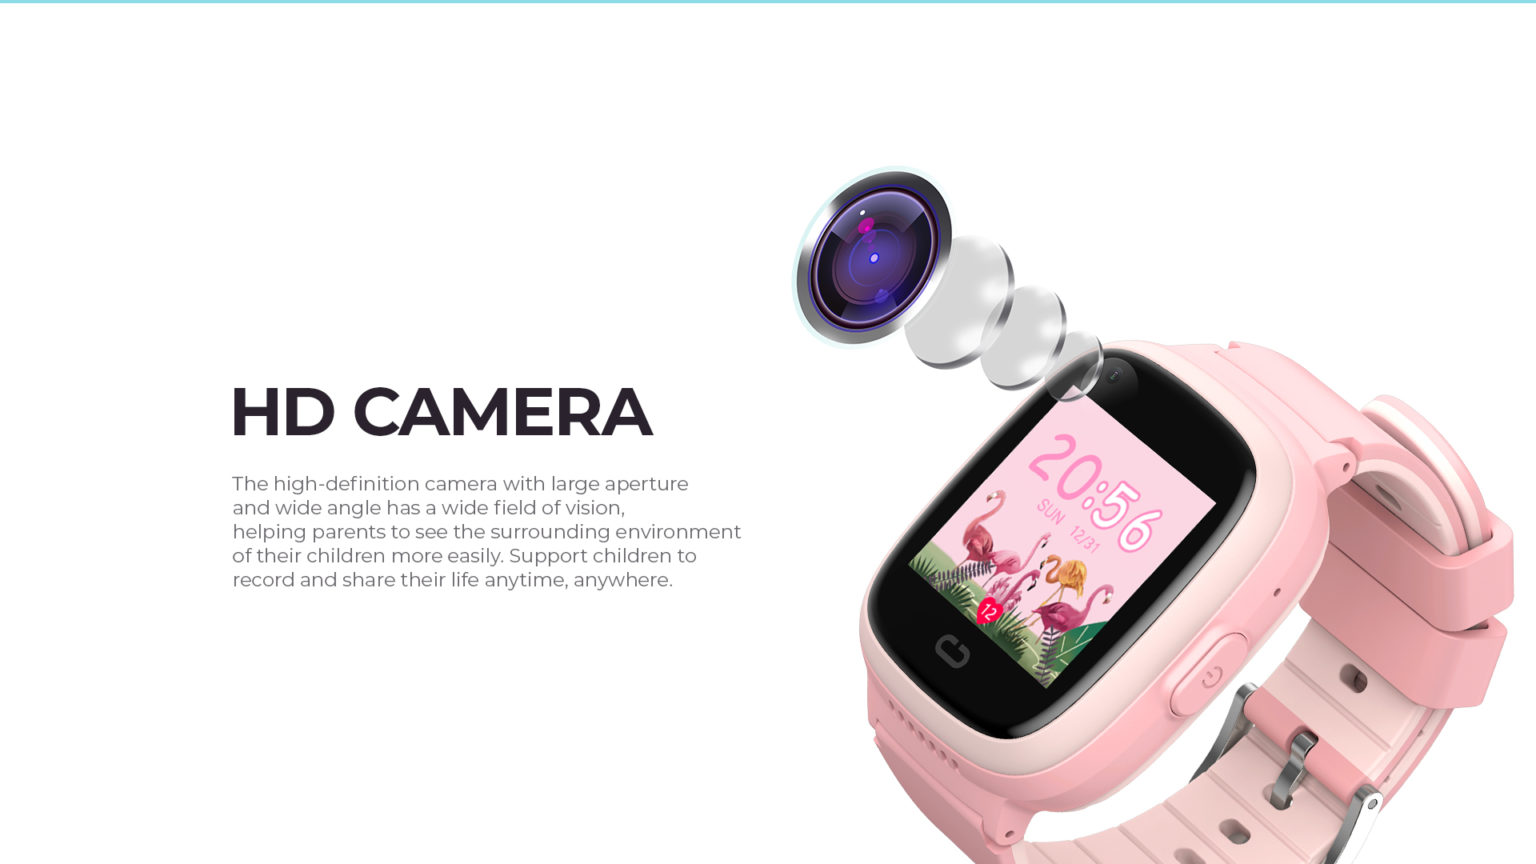 HD CAMERA
The high-definition camera with large aperture
and wide angle has a wide field of vision,
helping parents to see the surrounding environment
of their children more easily. Support children to
record and share their life anytime, anywhere.
20:56
SUN 12/31
12